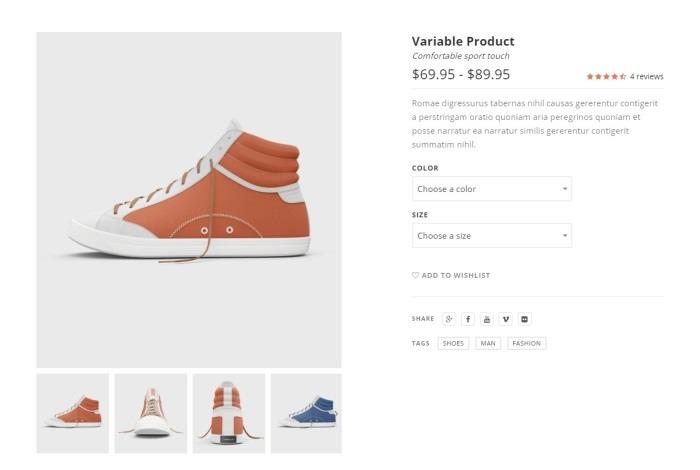 Variable Product
Comfortable sport touch
$69.95 - $89.95
4 reviews
Romae digressurus tabernas nihil causas gererentur contigerit
a perstringam oratio quoniam aria peregrinos quoniam et
posse narratur ea narratur similis gererentur contigerit
summatim nihil.
COLOR
Choose a color
SIZE
Choose a size
ADD TO WISHLIST
SHARE
TAGS SHOES MAN FASHION